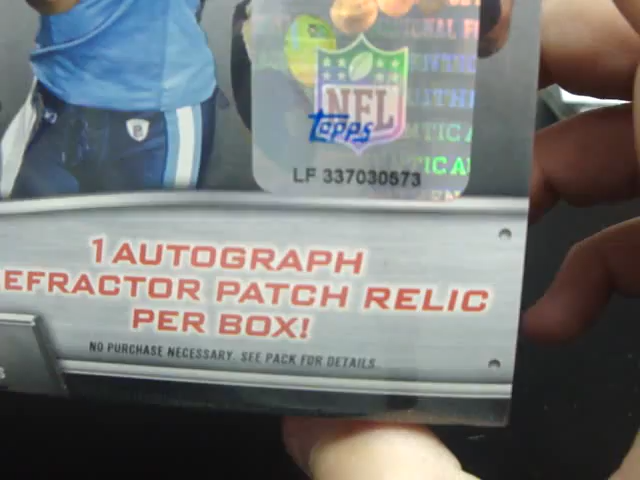 NFL
Topps
LF 337030573
1 AUTOGRAPH
EFRACTOR PATCH RELIC
PER BOX!
NO PURCHASE NECESSARY. SEE PACK FOR DETAILS.